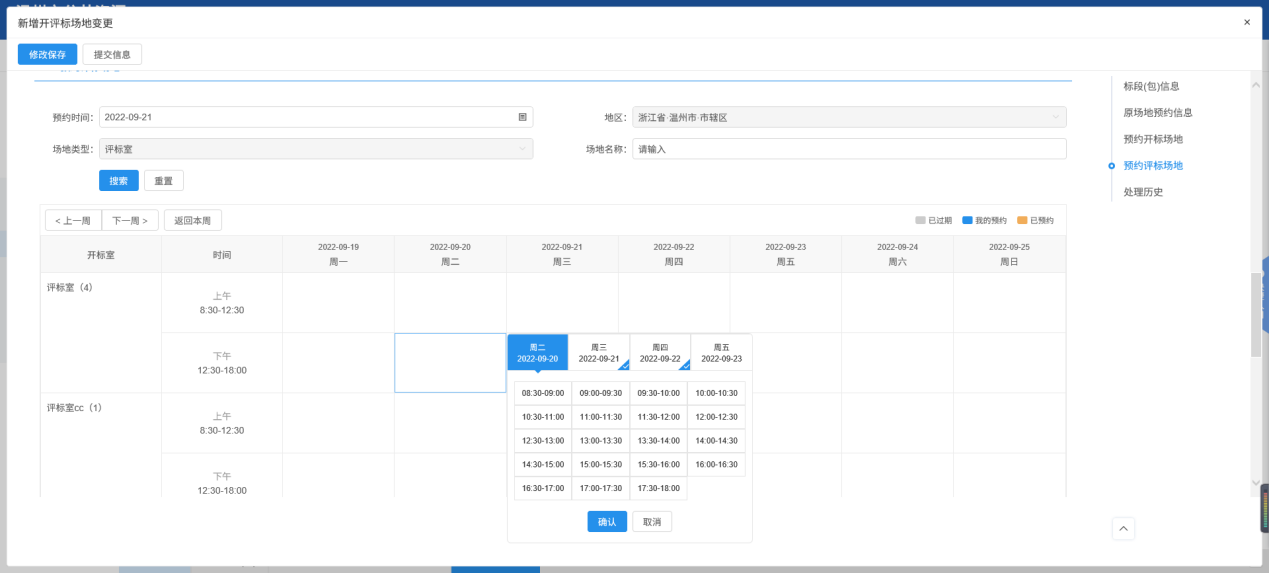 新增开评标场地变更
×
修改保存 提交信息
标段(包)信息
原场地预约信息
预约开标场地
预约评标场地
处理历史
预约时间: 2022-09-21
地区: 浙江省·温州市·市辖区
场地类型: 评标室
场地名称: 请输入
搜索 重置
< 上一周 下一周 > 返回本周
已过期 我的预约 已预约
开标室 时间 2022-09-19 周一 2022-09-20 周二 2022-09-21 周三 2022-09-22 周四 2022-09-23 周五 2022-09-24 周六 2022-09-25 周日
评标室（4）
上午
8:30-12:30
下午
12:30-18:00
评标室cc（1）
上午
8:30-12:30
下午
12:30-18:00
周二 周三 周四 周五
2022-09-20 2022-09-21 2022-09-22 2022-09-23
08:30-09:00 09:00-09:30 09:30-10:00 10:00-10:30
10:30-11:00 11:00-11:30 11:30-12:00 12:00-12:30
12:30-13:00 13:00-13:30 13:30-14:00 14:00-14:30
14:30-15:00 15:00-15:30 15:30-16:00 16:00-16:30
16:30-17:00 17:00-17:30 17:30-18:00
确认 取消